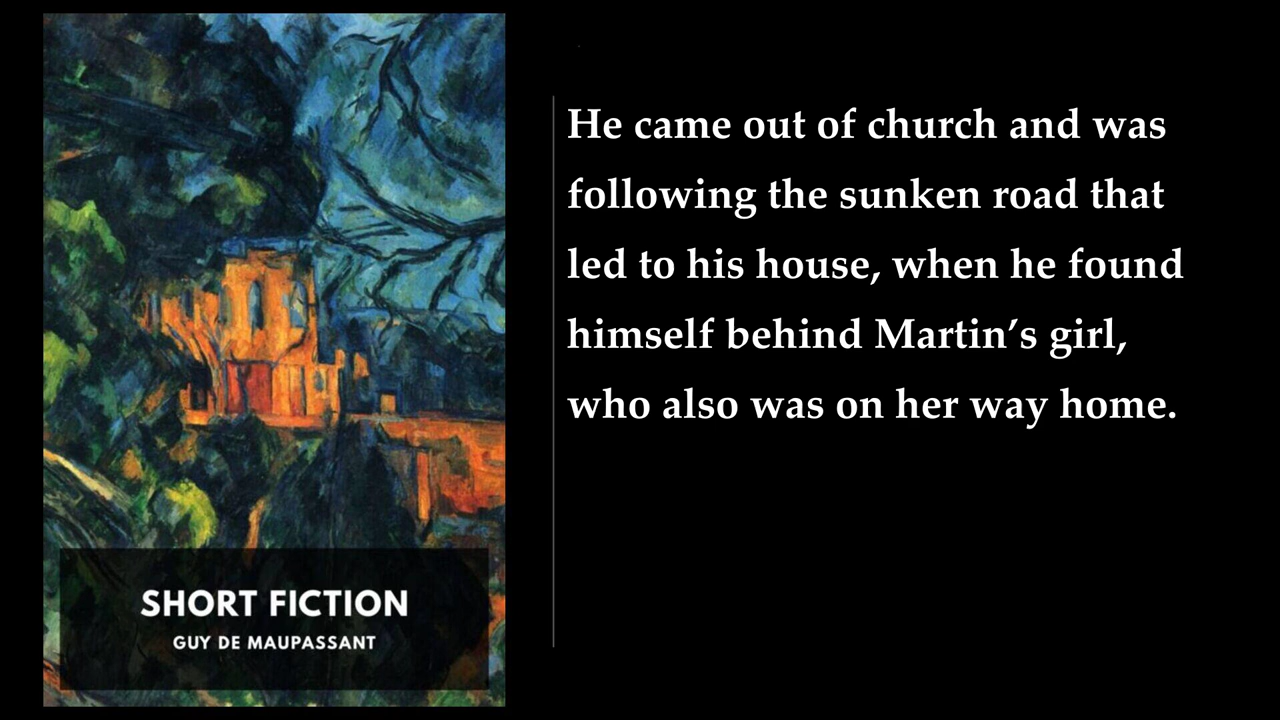 He came out of church and was
following the sunken road that
led to his house, when he found
himself behind Martin’s girl,
who also was on her way home.
SHORT FICTION
GUY DE MAUPASSANT